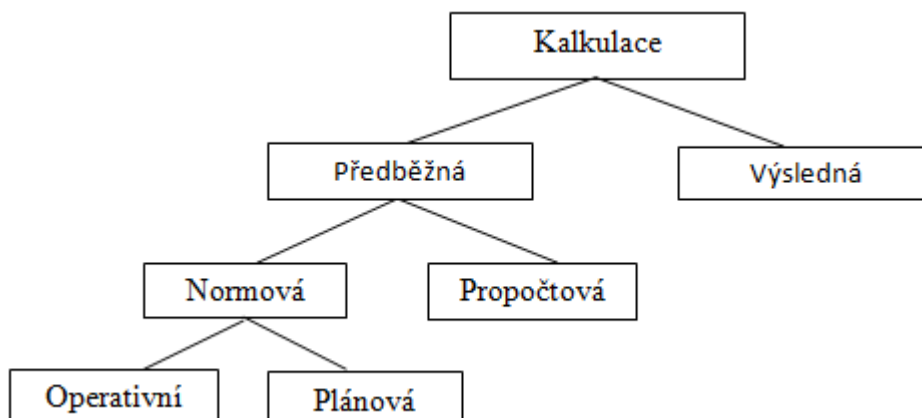 Kalkulace
Předběžná
Výsledná
Normová
Propočtová
Operativní
Plánová